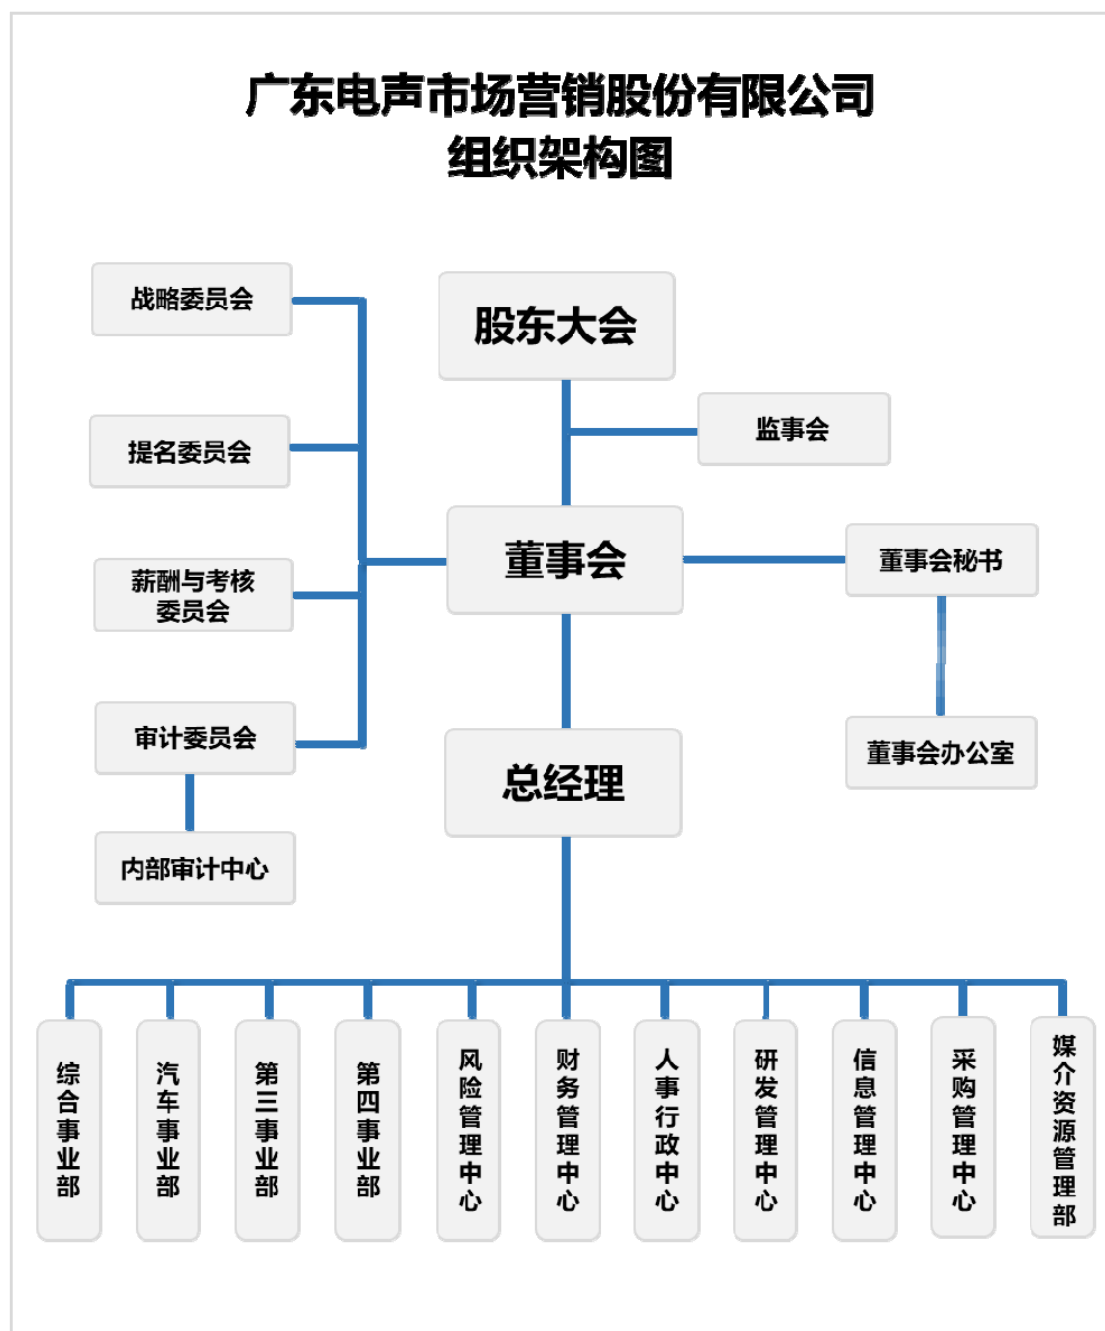 广东电声市场营销股份有限公司
组织架构图
战略委员会
股东大会
监事会
提名委员会
董事会
董事会秘书
薪酬与考核
委员会
审计委员会
总经理
董事会办公室
内部审计中心
综合事业部
汽车事业部
第三事业部
第四事业部
风险管理中心
财务管理中心
人事行政中心
研发管理中心
信息管理中心
采购管理中心
媒介资源管理部